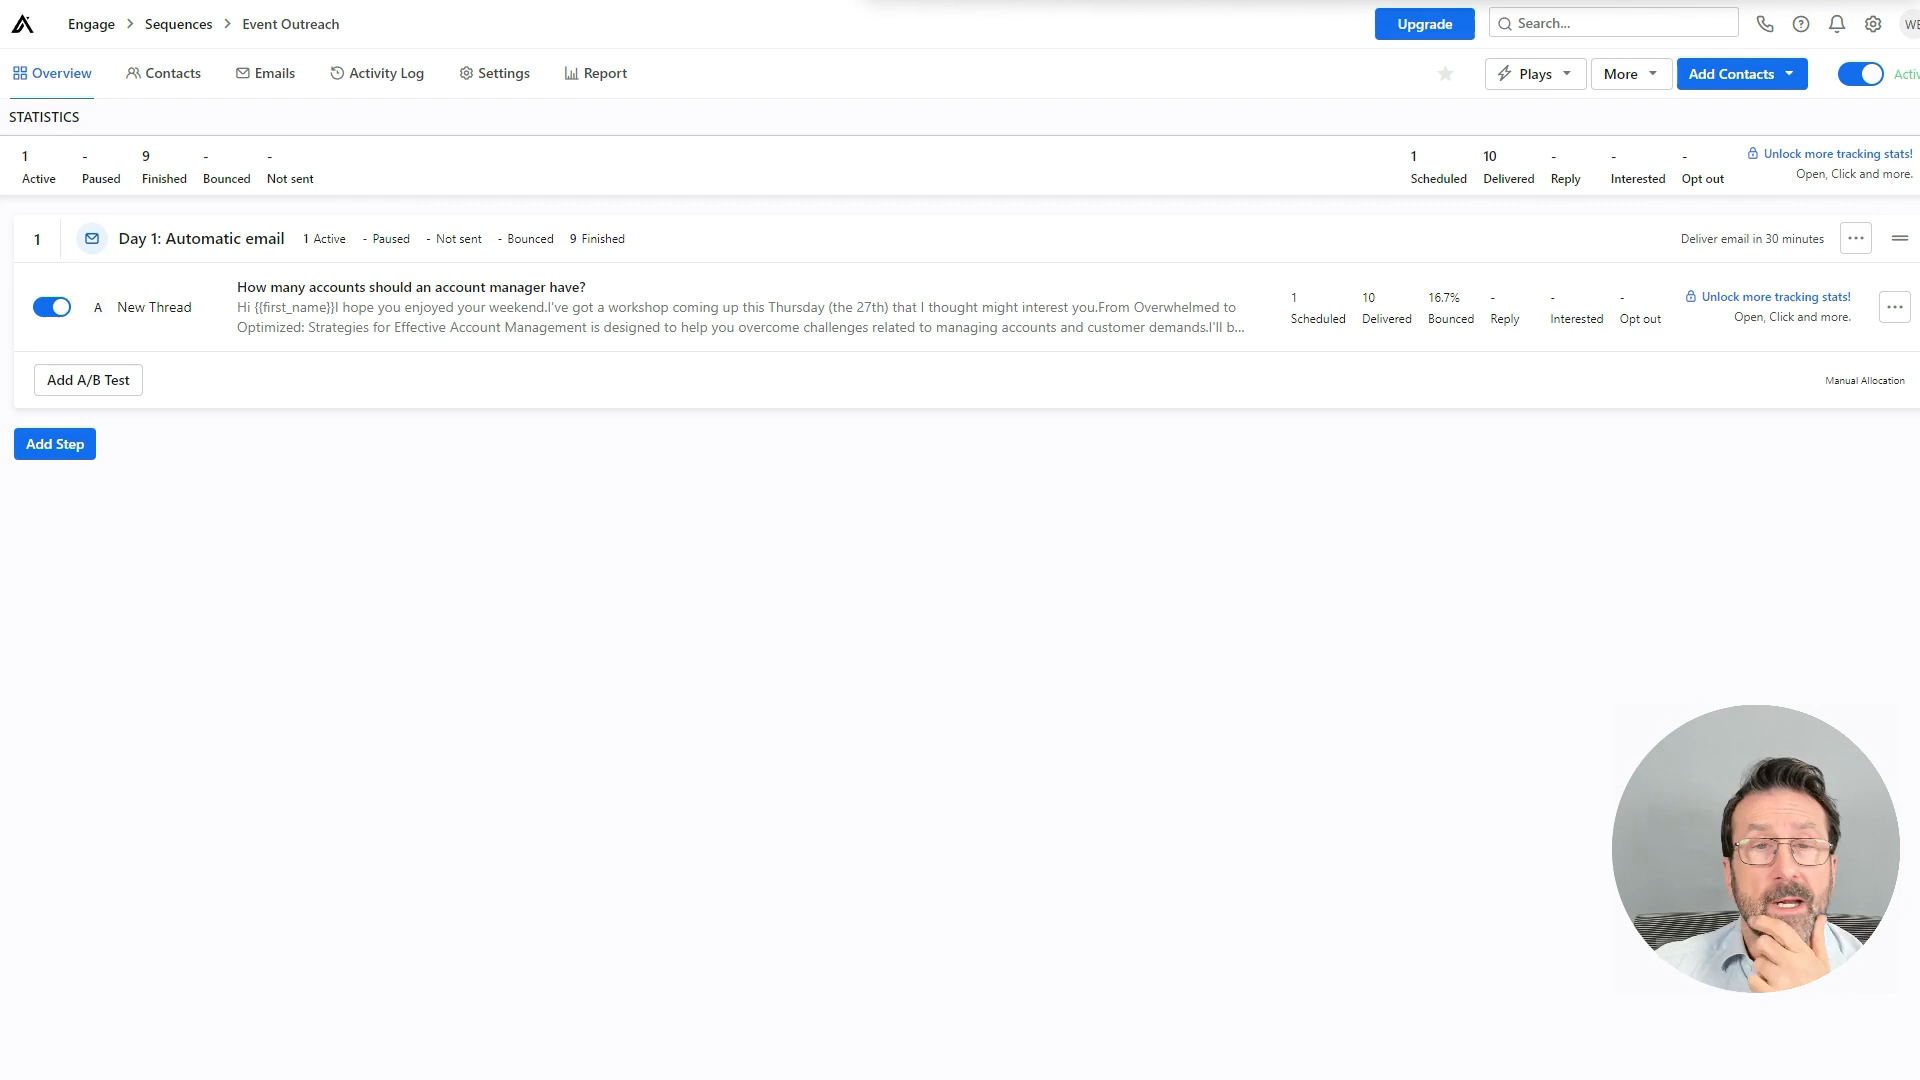 Engage > Sequences > Event Outreach
Upgrade
Search...
WE
Overview
Contacts
Emails
Activity Log
Settings
Report
Plays
More
Add Contacts
Activ
STATISTICS
1 - 9 - -
Active Paused Finished Bounced Not sent
1 10 - - -
Scheduled Delivered Reply Interested Opt out
Unlock more tracking stats!
Open, Click and more.
1
Day 1: Automatic email
1 Active - Paused - Not sent - Bounced 9 Finished
Deliver email in 30 minutes
A New Thread
How many accounts should an account manager have?
Hi {{first_name}}I hope you enjoyed your weekend.I've got a workshop coming up this Thursday (the 27th) that I thought might interest you.From Overwhelmed to
Optimized: Strategies for Effective Account Management is designed to help you overcome challenges related to managing accounts and customer demands.I'll b...
1 10 16.7% - - -
Scheduled Delivered Bounced Reply Interested Opt out
Unlock more tracking stats!
Open, Click and more.
Add A/B Test
Manual Allocation
Add Step